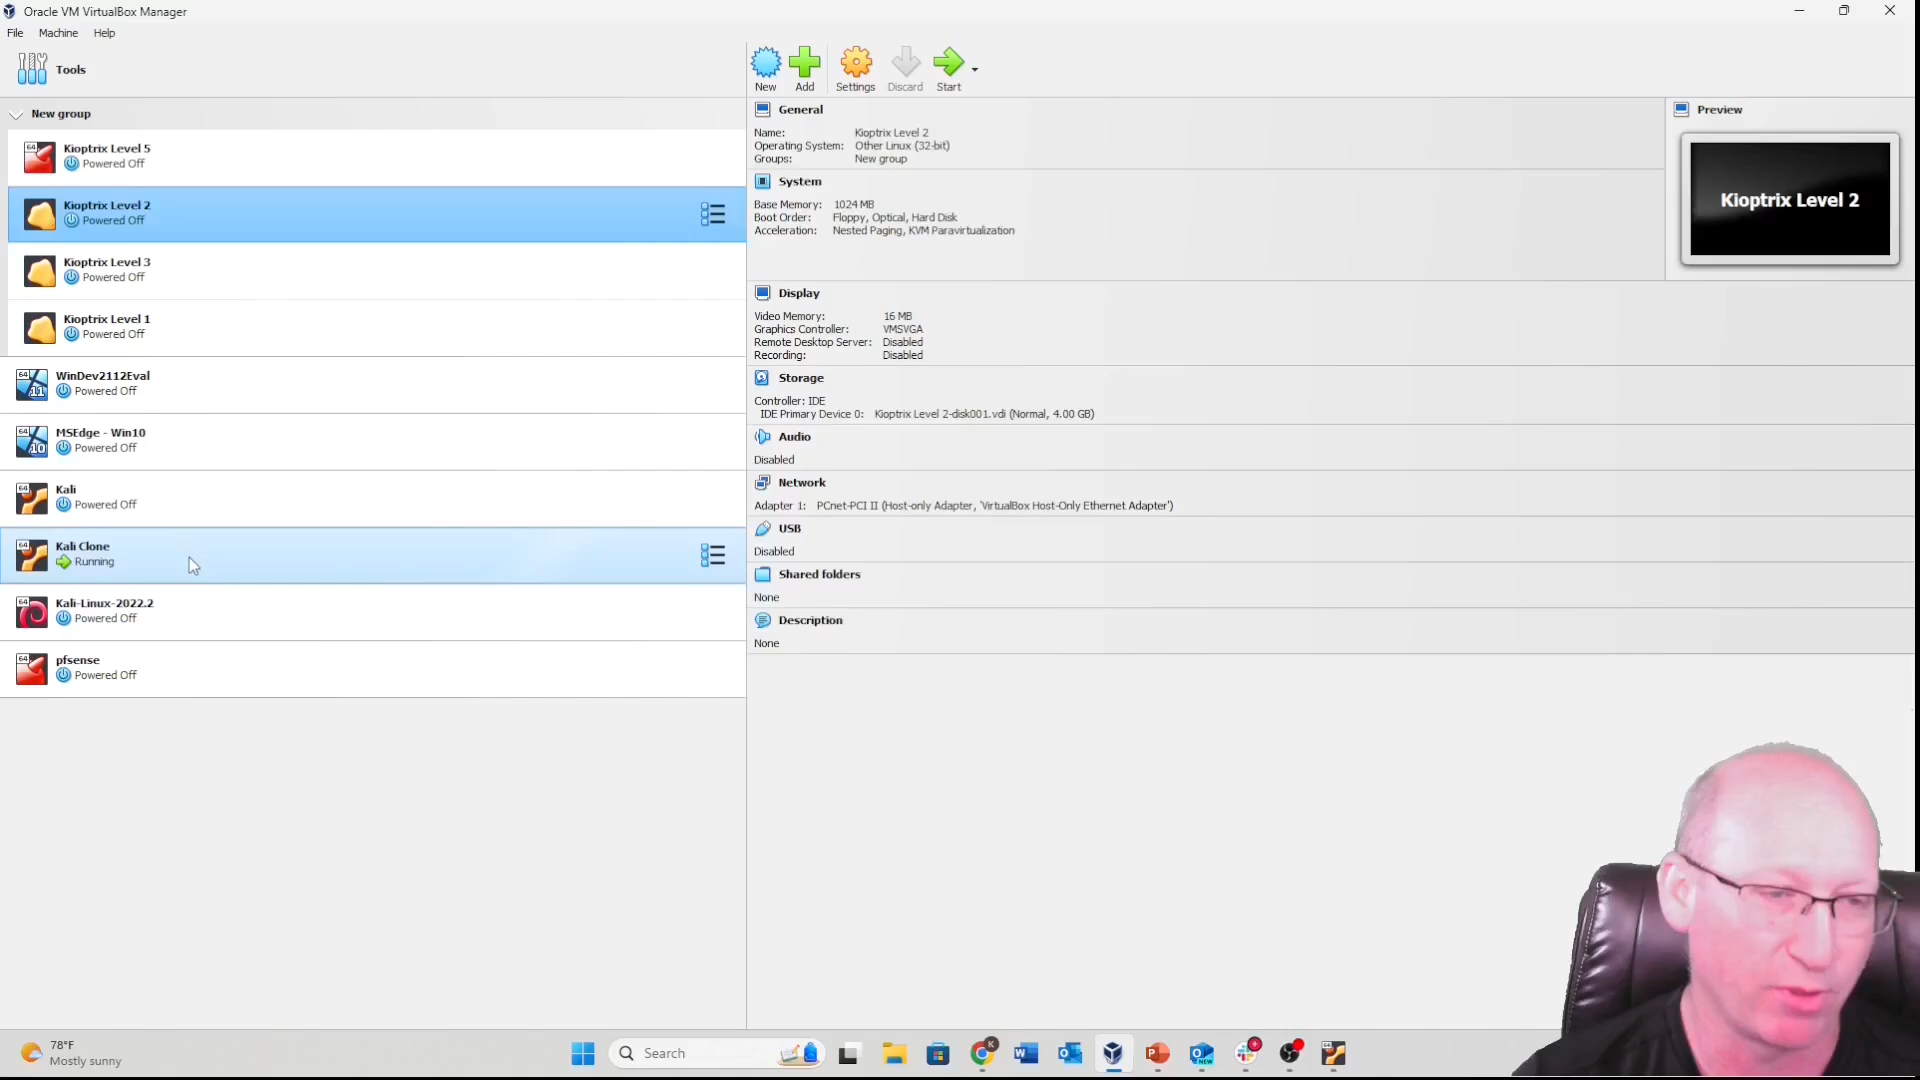 Oracle VM VirtualBox Manager
File Machine Help
Tools
New Add Settings Discard Start
New group
Kioptrix Level 5
Powered Off
Kioptrix Level 2
Powered Off
Kioptrix Level 3
Powered Off
Kioptrix Level 1
Powered Off
WinDev2112Eval
Powered Off
MSEdge - Win10
Powered Off
Kali
Powered Off
Kali Clone
Running
Kali-Linux-2022.2
Powered Off
pfsense
Powered Off
General
Name: Kioptrix Level 2
Operating System: Other Linux (32-bit)
Groups: New group
System
Base Memory: 1024 MB
Boot Order: Floppy, Optical, Hard Disk
Acceleration: Nested Paging, KVM Paravirtualization
Display
Video Memory: 16 MB
Graphics Controller: VMSVGA
Remote Desktop Server: Disabled
Recording: Disabled
Storage
Controller: IDE
IDE Primary Device 0: Kioptrix Level 2-disk001.vdi (Normal, 4.00 GB)
Audio
Disabled
Network
Adapter 1: PCnet-PCI II (Host-only Adapter, 'VirtualBox Host-Only Ethernet Adapter')
USB
Disabled
Shared folders
None
Description
None
Preview
Kioptrix Level 2
78°F
Mostly sunny
Search